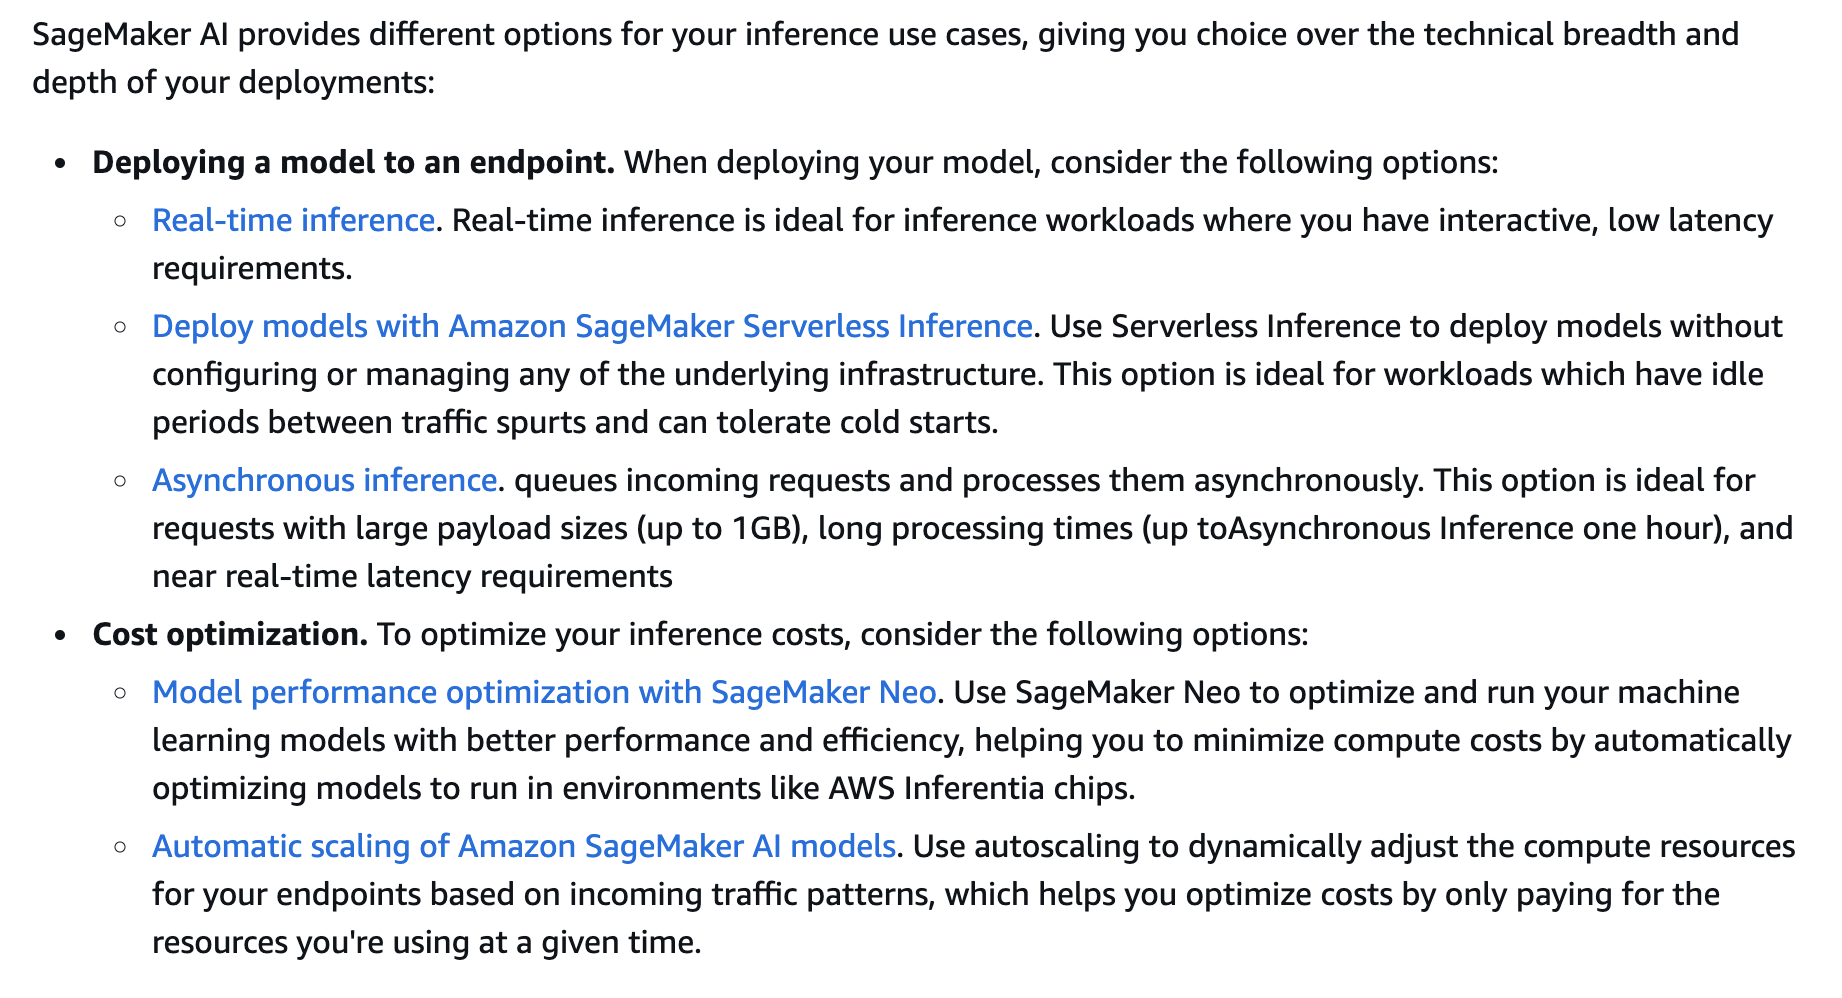 SageMaker AI provides different options for your inference use cases, giving you choice over the technical breadth and
depth of your deployments:
• Deploying a model to an endpoint. When deploying your model, consider the following options:
○ Real-time inference. Real-time inference is ideal for inference workloads where you have interactive, low latency
requirements.
○ Deploy models with Amazon SageMaker Serverless Inference. Use Serverless Inference to deploy models without
configuring or managing any of the underlying infrastructure. This option is ideal for workloads which have idle
periods between traffic spurts and can tolerate cold starts.
○ Asynchronous inference. queues incoming requests and processes them asynchronously. This option is ideal for
requests with large payload sizes (up to 1GB), long processing times (up toAsynchronous Inference one hour), and
near real-time latency requirements
• Cost optimization. To optimize your inference costs, consider the following options:
○ Model performance optimization with SageMaker Neo. Use SageMaker Neo to optimize and run your machine
learning models with better performance and efficiency, helping you to minimize compute costs by automatically
optimizing models to run in environments like AWS Inferentia chips.
○ Automatic scaling of Amazon SageMaker AI models. Use autoscaling to dynamically adjust the compute resources
for your endpoints based on incoming traffic patterns, which helps you optimize costs by only paying for the
resources you're using at a given time.